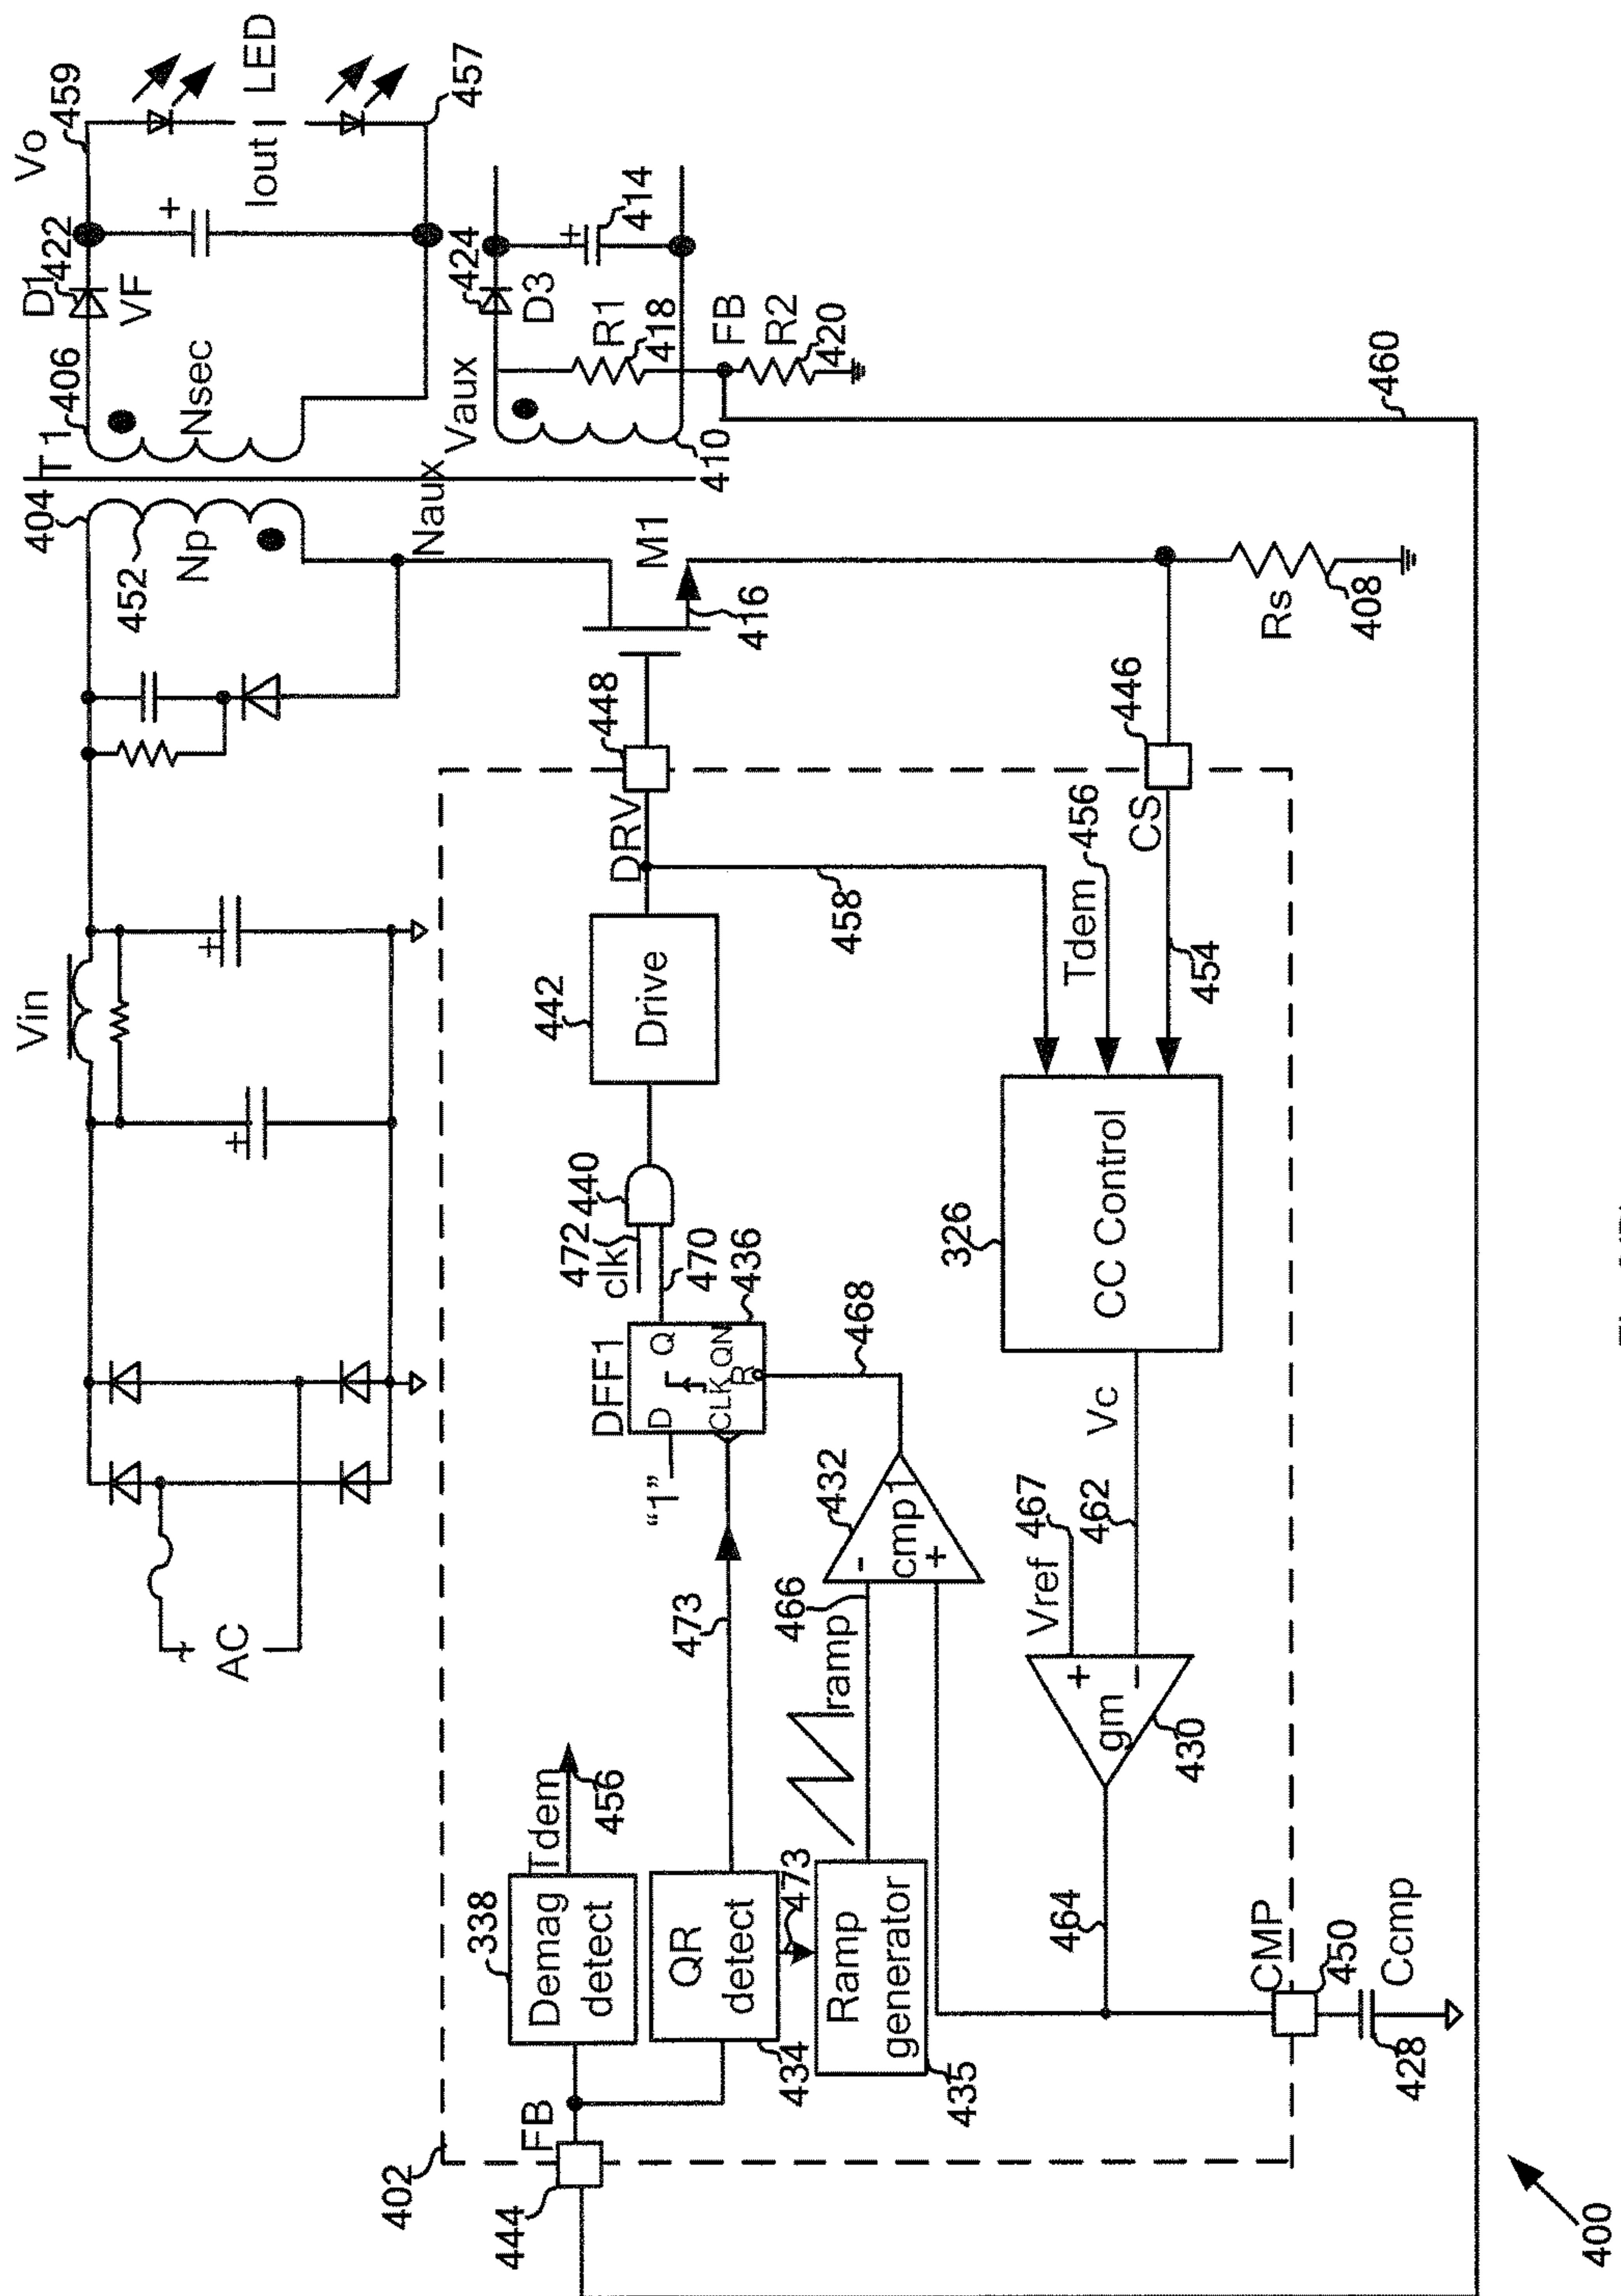 Vin
AC
T1
404
452
Np
406
Nsec
D1
422
VF
Vo
459
Iout
LED
457
Naux
Vaux
410
424
D3
414
R1
418
FB
R2
420
460
M1
416
Rs
408
402
444
FB
338
Demag
detect
Tdem
456
QR
detect
434
473
473
Ramp
generator
435
ramp
466
"1"
DFF1
D
Q
CLK
QN
R
436
470
472
clk
440
442
Drive
DRV
448
458
432
cmp1
-
+
468
326
CC Control
Tdem
456
CS
446
454
Vc
462
Vref
467
+
-
gm
430
464
CMP
450
Ccmp
428
400